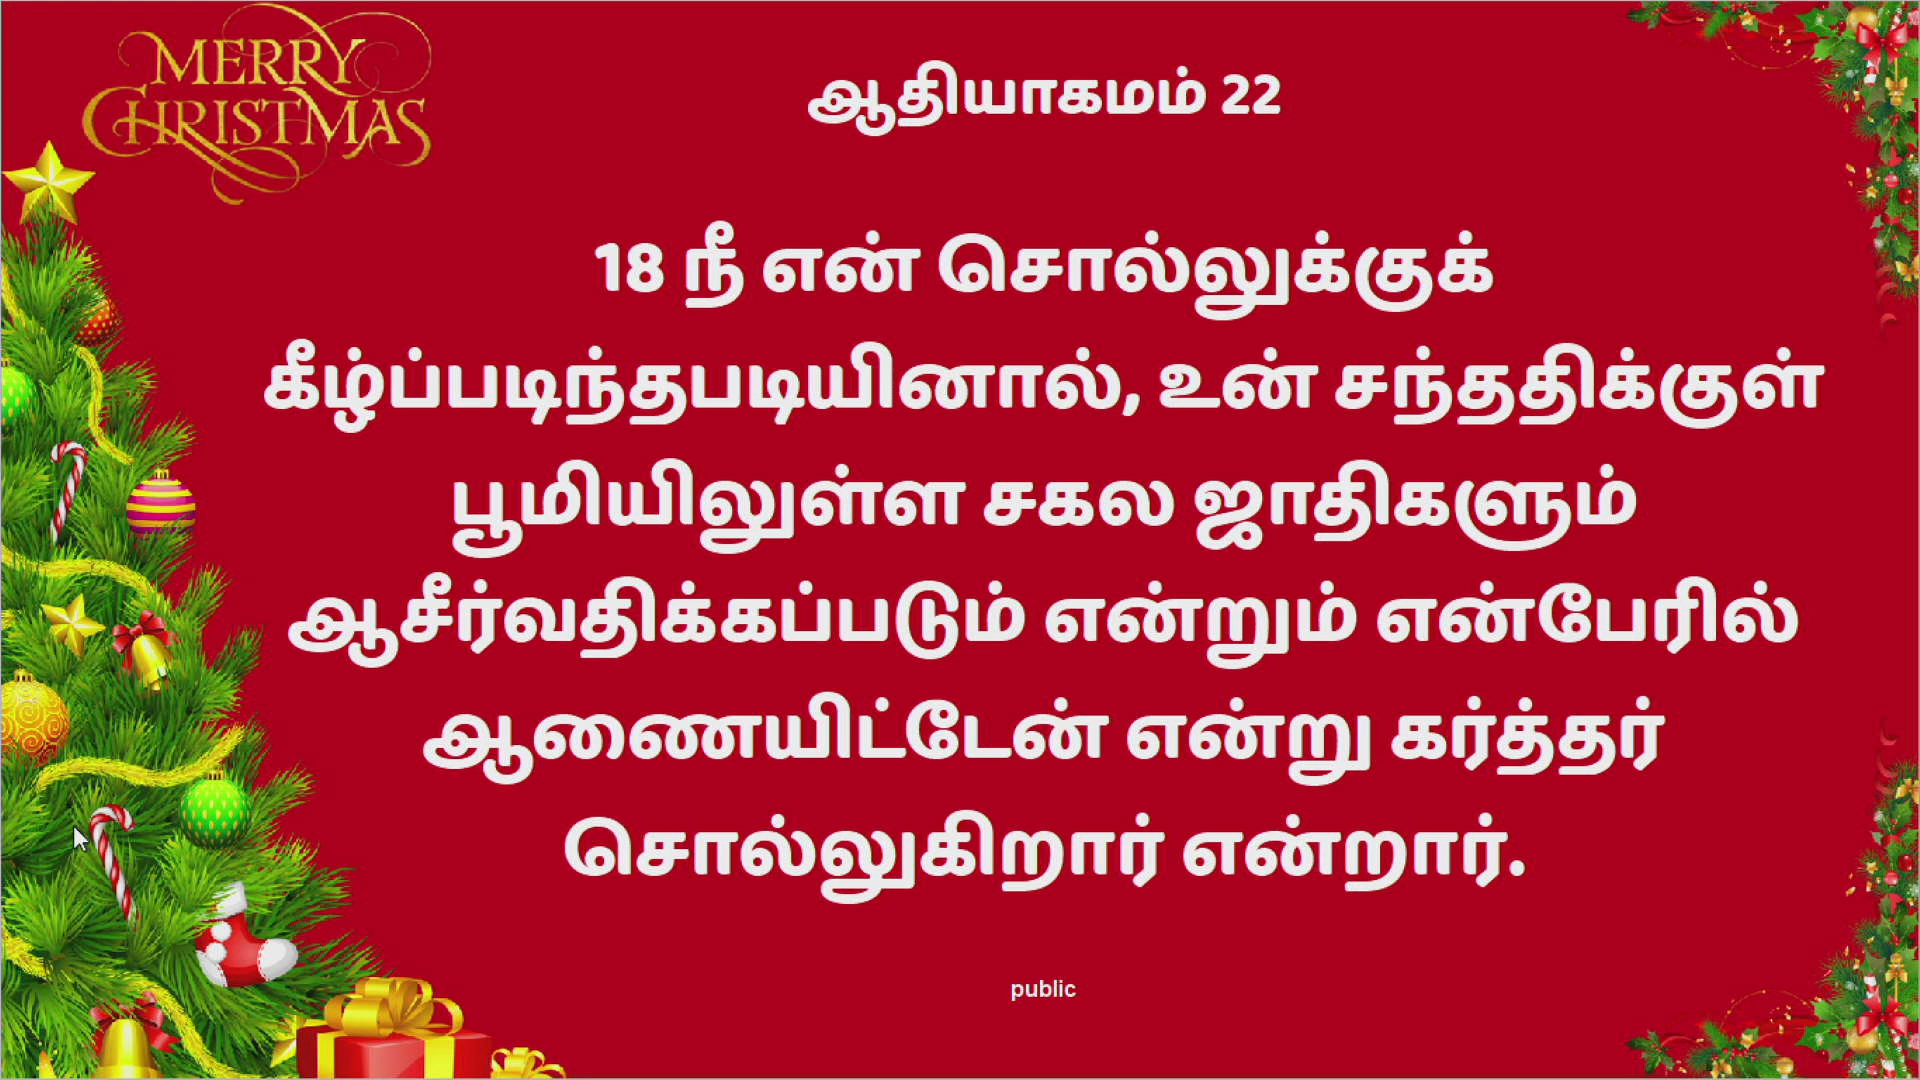 MERRY
CHRISTMAS
ஆதியாகமம் 22
18 நீ என் சொல்லுக்குக்
கீழ்ப்படிந்தபடியினால், உன் சந்ததிக்குள்
பூமியிலுள்ள சகல ஜாதிகளும்
ஆசீர்வதிக்கப்படும் என்றும் என்பேரில்
ஆணையிட்டேன் என்று கர்த்தர்
சொல்லுகிறார் என்றார்.
public